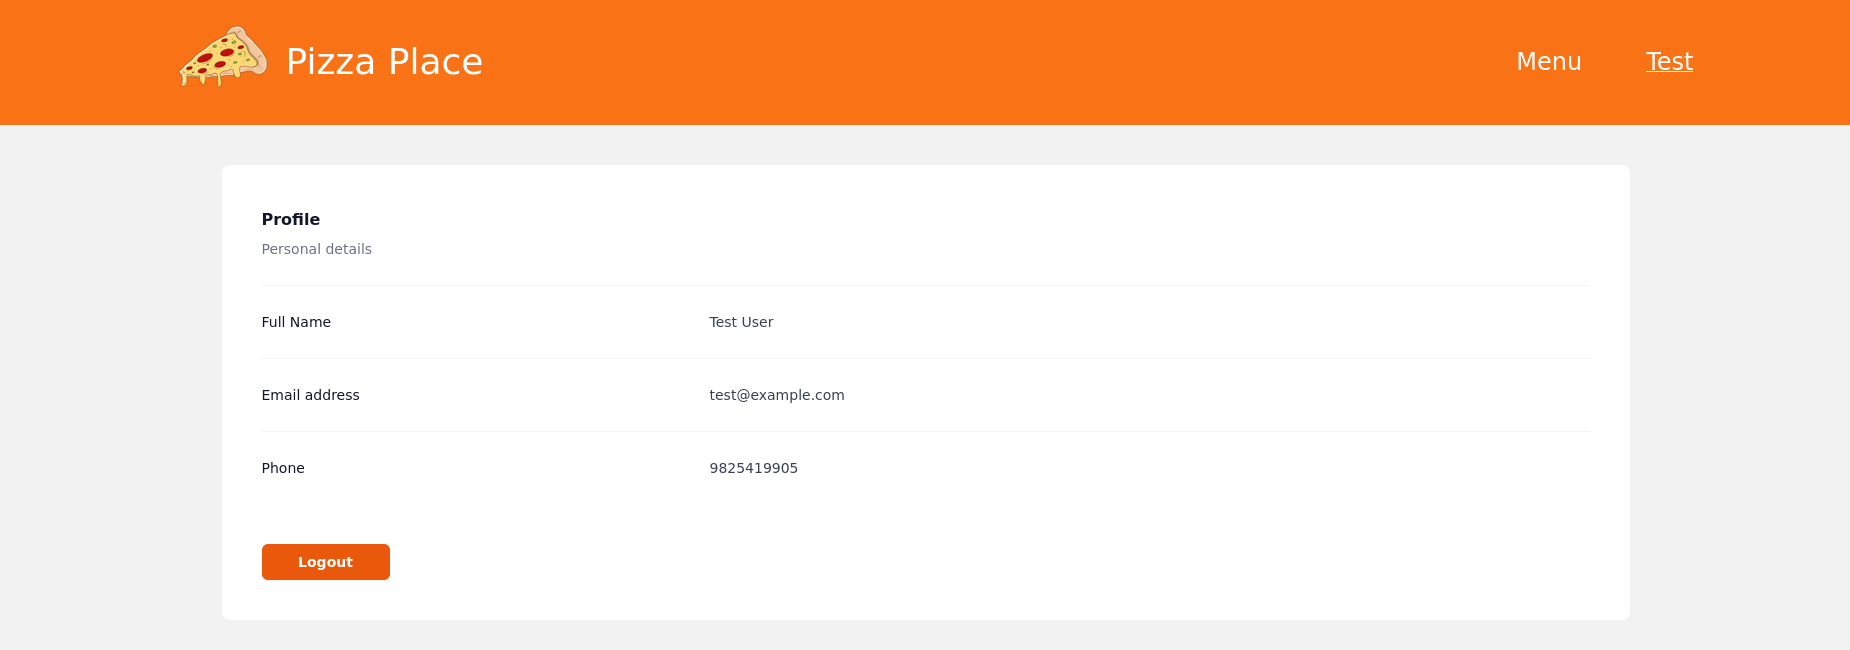 Pizza Place
Menu
Test
Profile
Personal details
Full Name
Test User
Email address
test@example.com
Phone
9825419905
Logout